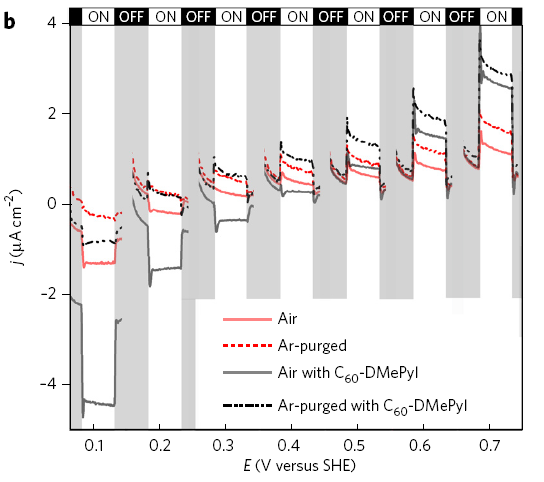 b
ON OFF ON OFF ON OFF ON OFF ON OFF ON OFF ON
4
2
0
−2
−4
j (μA cm⁻²)
Air
Ar-purged
Air with C₆₀-DMePyI
Ar-purged with C₆₀-DMePyI
0.1 0.2 0.3 0.4 0.5 0.6 0.7
E (V versus SHE)